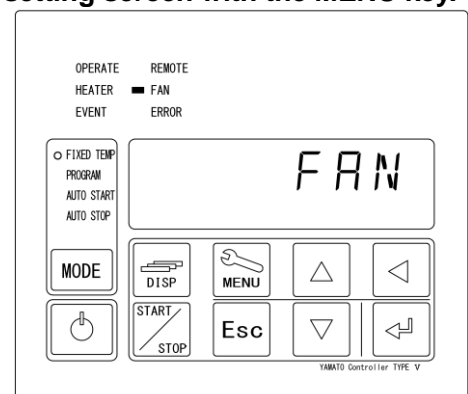 setting screen with the MENU key.
OPERATE REMOTE
HEATER FAN
EVENT ERROR
FIXED TEMP
PROGRAM
AUTO START
AUTO STOP
FAN
MODE
DISP
MENU
START/
STOP
Esc
YAMATO Controller TYPE V